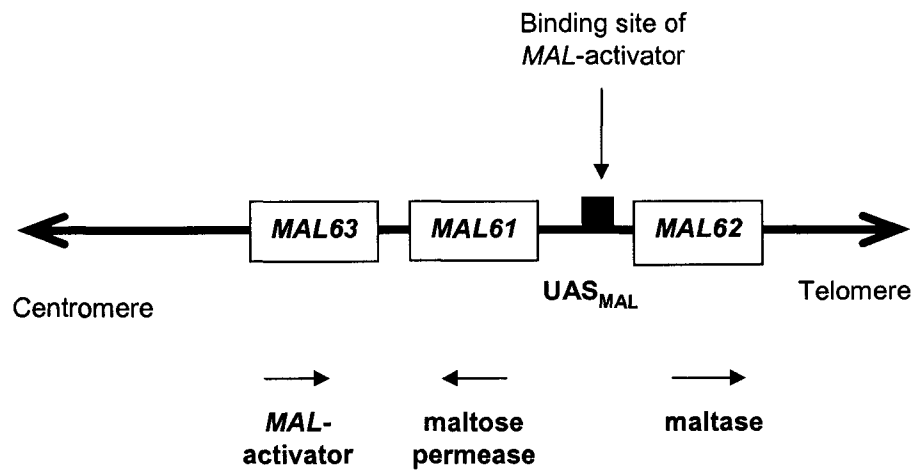 Binding site of
MAL-activator
MAL63
MAL61
MAL62
UASMAL
Centromere
Telomere
MAL-
activator
maltose
permease
maltase